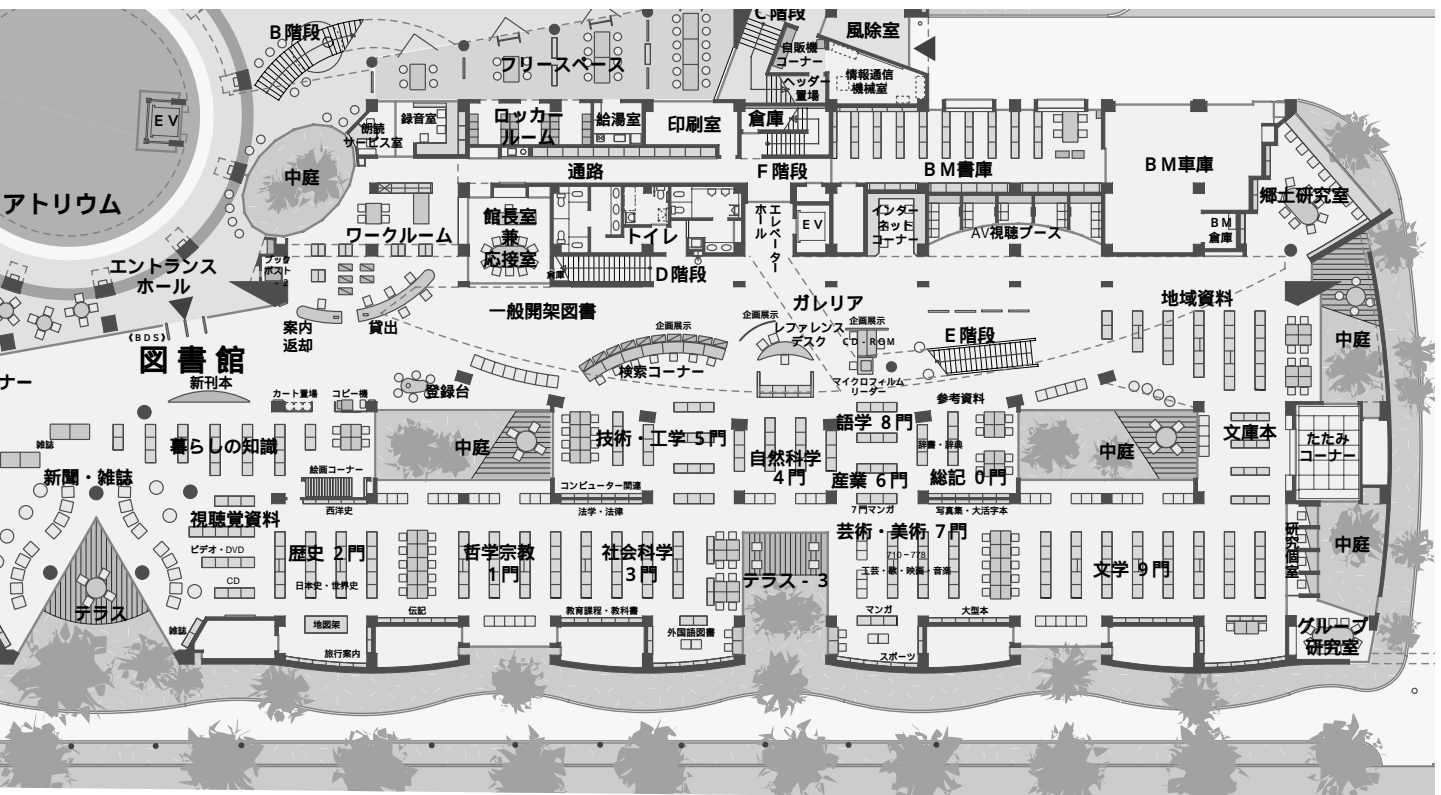 C階段
B階段
風除室
自販機
コーナー
フリースペース
ヘッダー
置場
情報通信
機械室
EV
録音室
朗読
サービス室
ロッカー
ルーム
給湯室
印刷室
倉庫
通路
F階段
BM書庫
BM車庫
中庭
アトリウム
館長室
兼
応接室
ワークルーム
トイレ
エレベーター
ホール
EV
インター
ネット
コーナー
AV視聴ブース
BM
倉庫
郷土研究室
エントランス
ホール
ブック
ポスト
-2
倉庫
D階段
ガレリア
地域資料
一般開架図書
案内
返却
貸出
企画展示
企画展示
企画展示
レファレンス
デスク
CD-ROM
E階段
中庭
《BDS》
図書館
ナー
新刊本
検索コーナー
マイクロフィルム
リーダー
カート置場
コピー機
登録台
参考資料
雑誌
暮らしの知識
中庭
技術・工学 5門
語学 8門
辞書・辞典
中庭
文庫本
たたみ
コーナー
新聞・雑誌
絵画コーナー
自然科学
4門
産業 6門
総記 0門
コンピューター関連
視聴覚資料
西洋史
法学・法律
7門マンガ
写真集・大活字本
ビデオ・DVD
歴史 2門
哲学宗教
1門
社会科学
3門
芸術・美術 7門
710~778
工芸・歌・映画・音楽
研究個室
中庭
CD
日本史・世界史
テラス - 3
文学 9門
テラス
伝記
教育課程・教科書
マンガ
大型本
雑誌
地図架
外国語図書
グループ
研究室
旅行案内
スポーツ